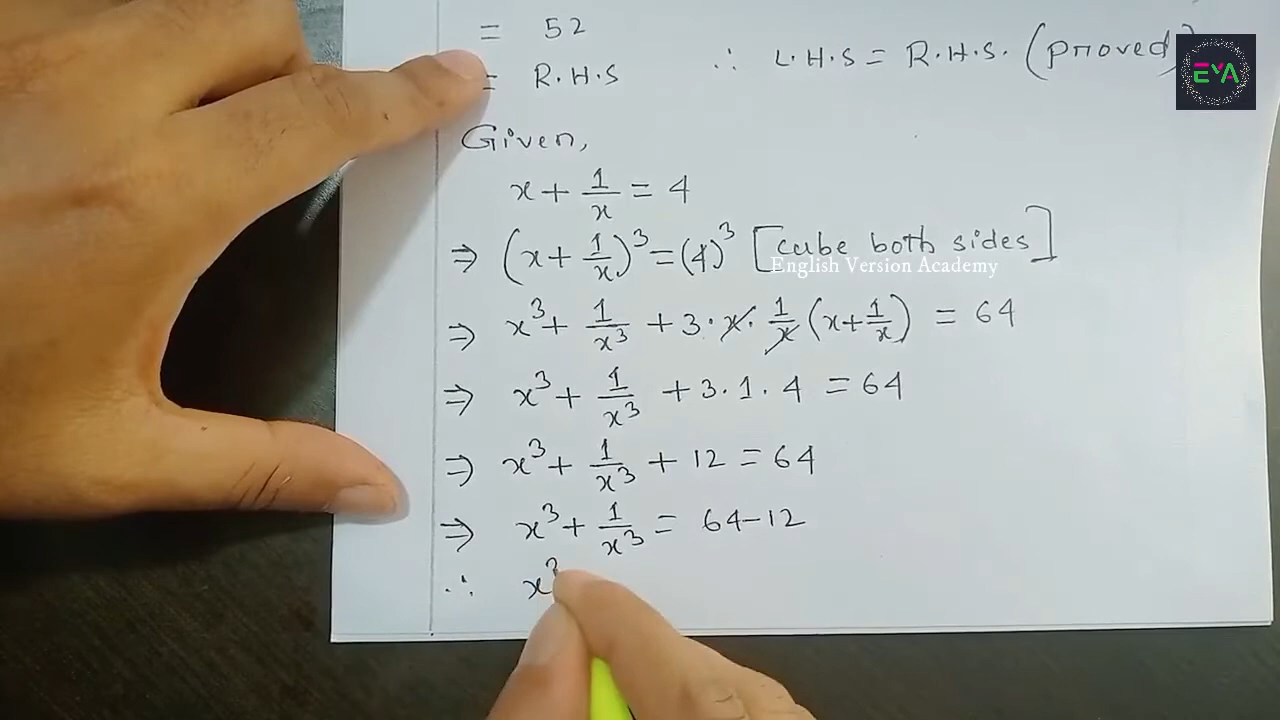 = 52
= R.H.S ∴ L.H.S = R.H.S. (proved)
EVA
Given,
x + 1/x = 4
⇒ (x + 1/x)³ = (4)³ [cube both sides]
English Version Academy
⇒ x³ + 1/x³ + 3 · x · 1/x (x + 1/x) = 64
⇒ x³ + 1/x³ + 3 · 1 · 4 = 64
⇒ x³ + 1/x³ + 12 = 64
⇒ x³ + 1/x³ = 64 - 12
∴ x³